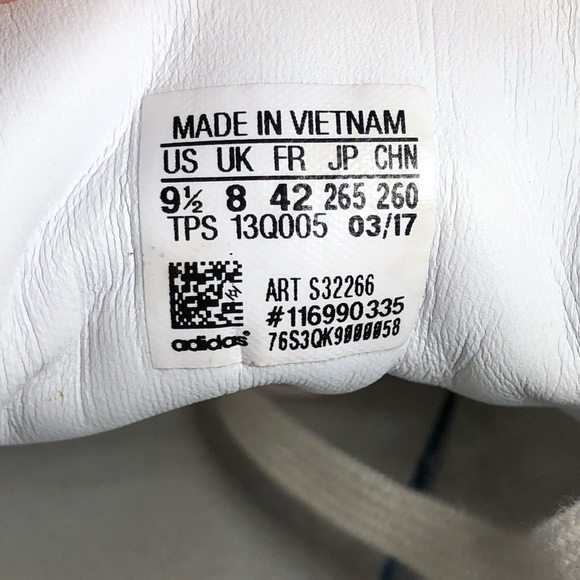 MADE IN VIETNAM
US UK FR JP CHN
9½ 8 42 265 260
TPS 13Q005 03/17
ART S32266
#116990335
adidas® 76S3QK9000058